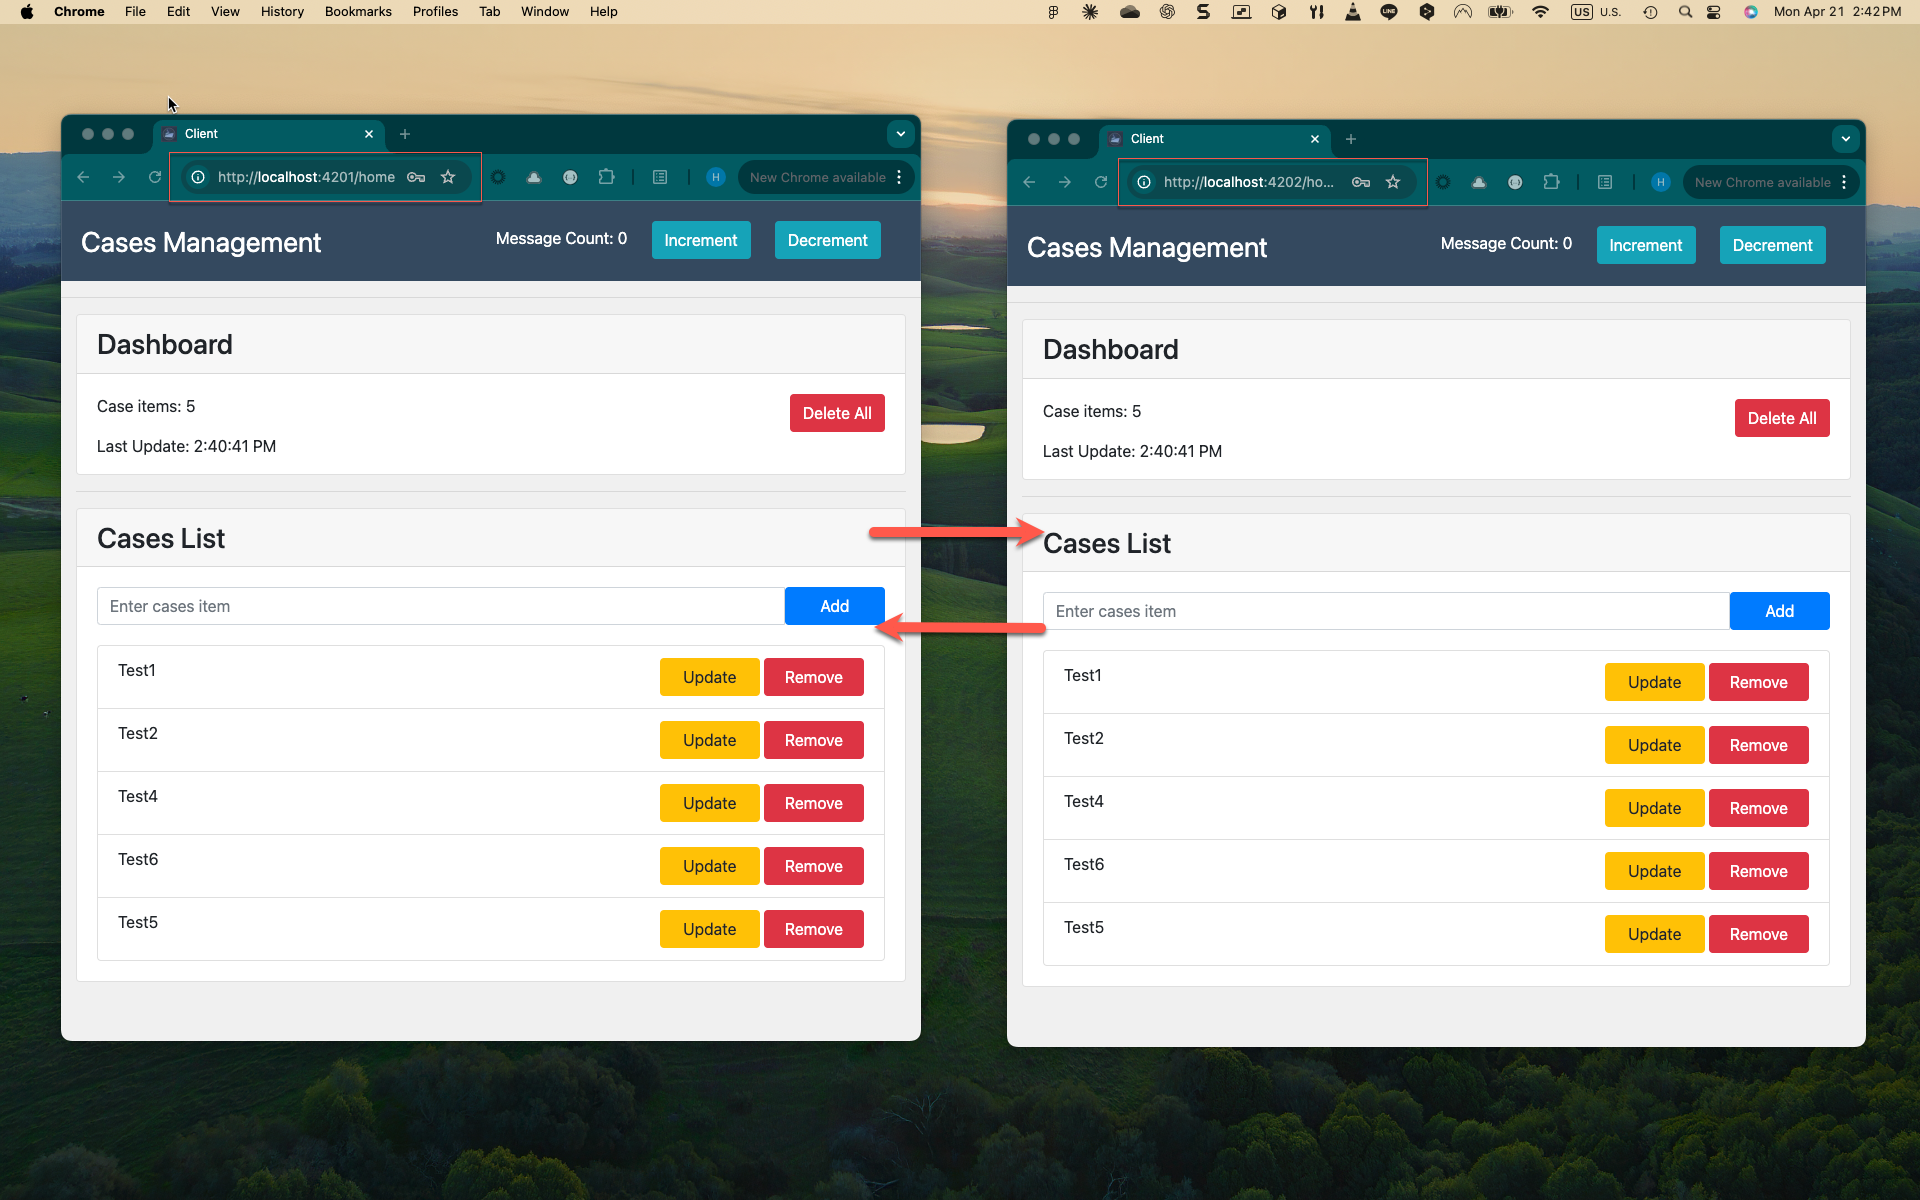 Chrome File Edit View History Bookmarks Profiles Tab Window Help
LINE
US U.S. Mon Apr 21 2:42 PM
Client
http://localhost:4201/home
H
New Chrome available
Cases Management
Message Count: 0
Increment
Decrement
Dashboard
Case items: 5
Delete All
Last Update: 2:40:41 PM
Cases List
Enter cases item
Add
Test1 Update Remove
Test2 Update Remove
Test4 Update Remove
Test6 Update Remove
Test5 Update Remove
Client
http://localhost:4202/ho...
H
New Chrome available
Cases Management
Message Count: 0
Increment
Decrement
Dashboard
Case items: 5
Delete All
Last Update: 2:40:41 PM
Cases List
Enter cases item
Add
Test1 Update Remove
Test2 Update Remove
Test4 Update Remove
Test6 Update Remove
Test5 Update Remove